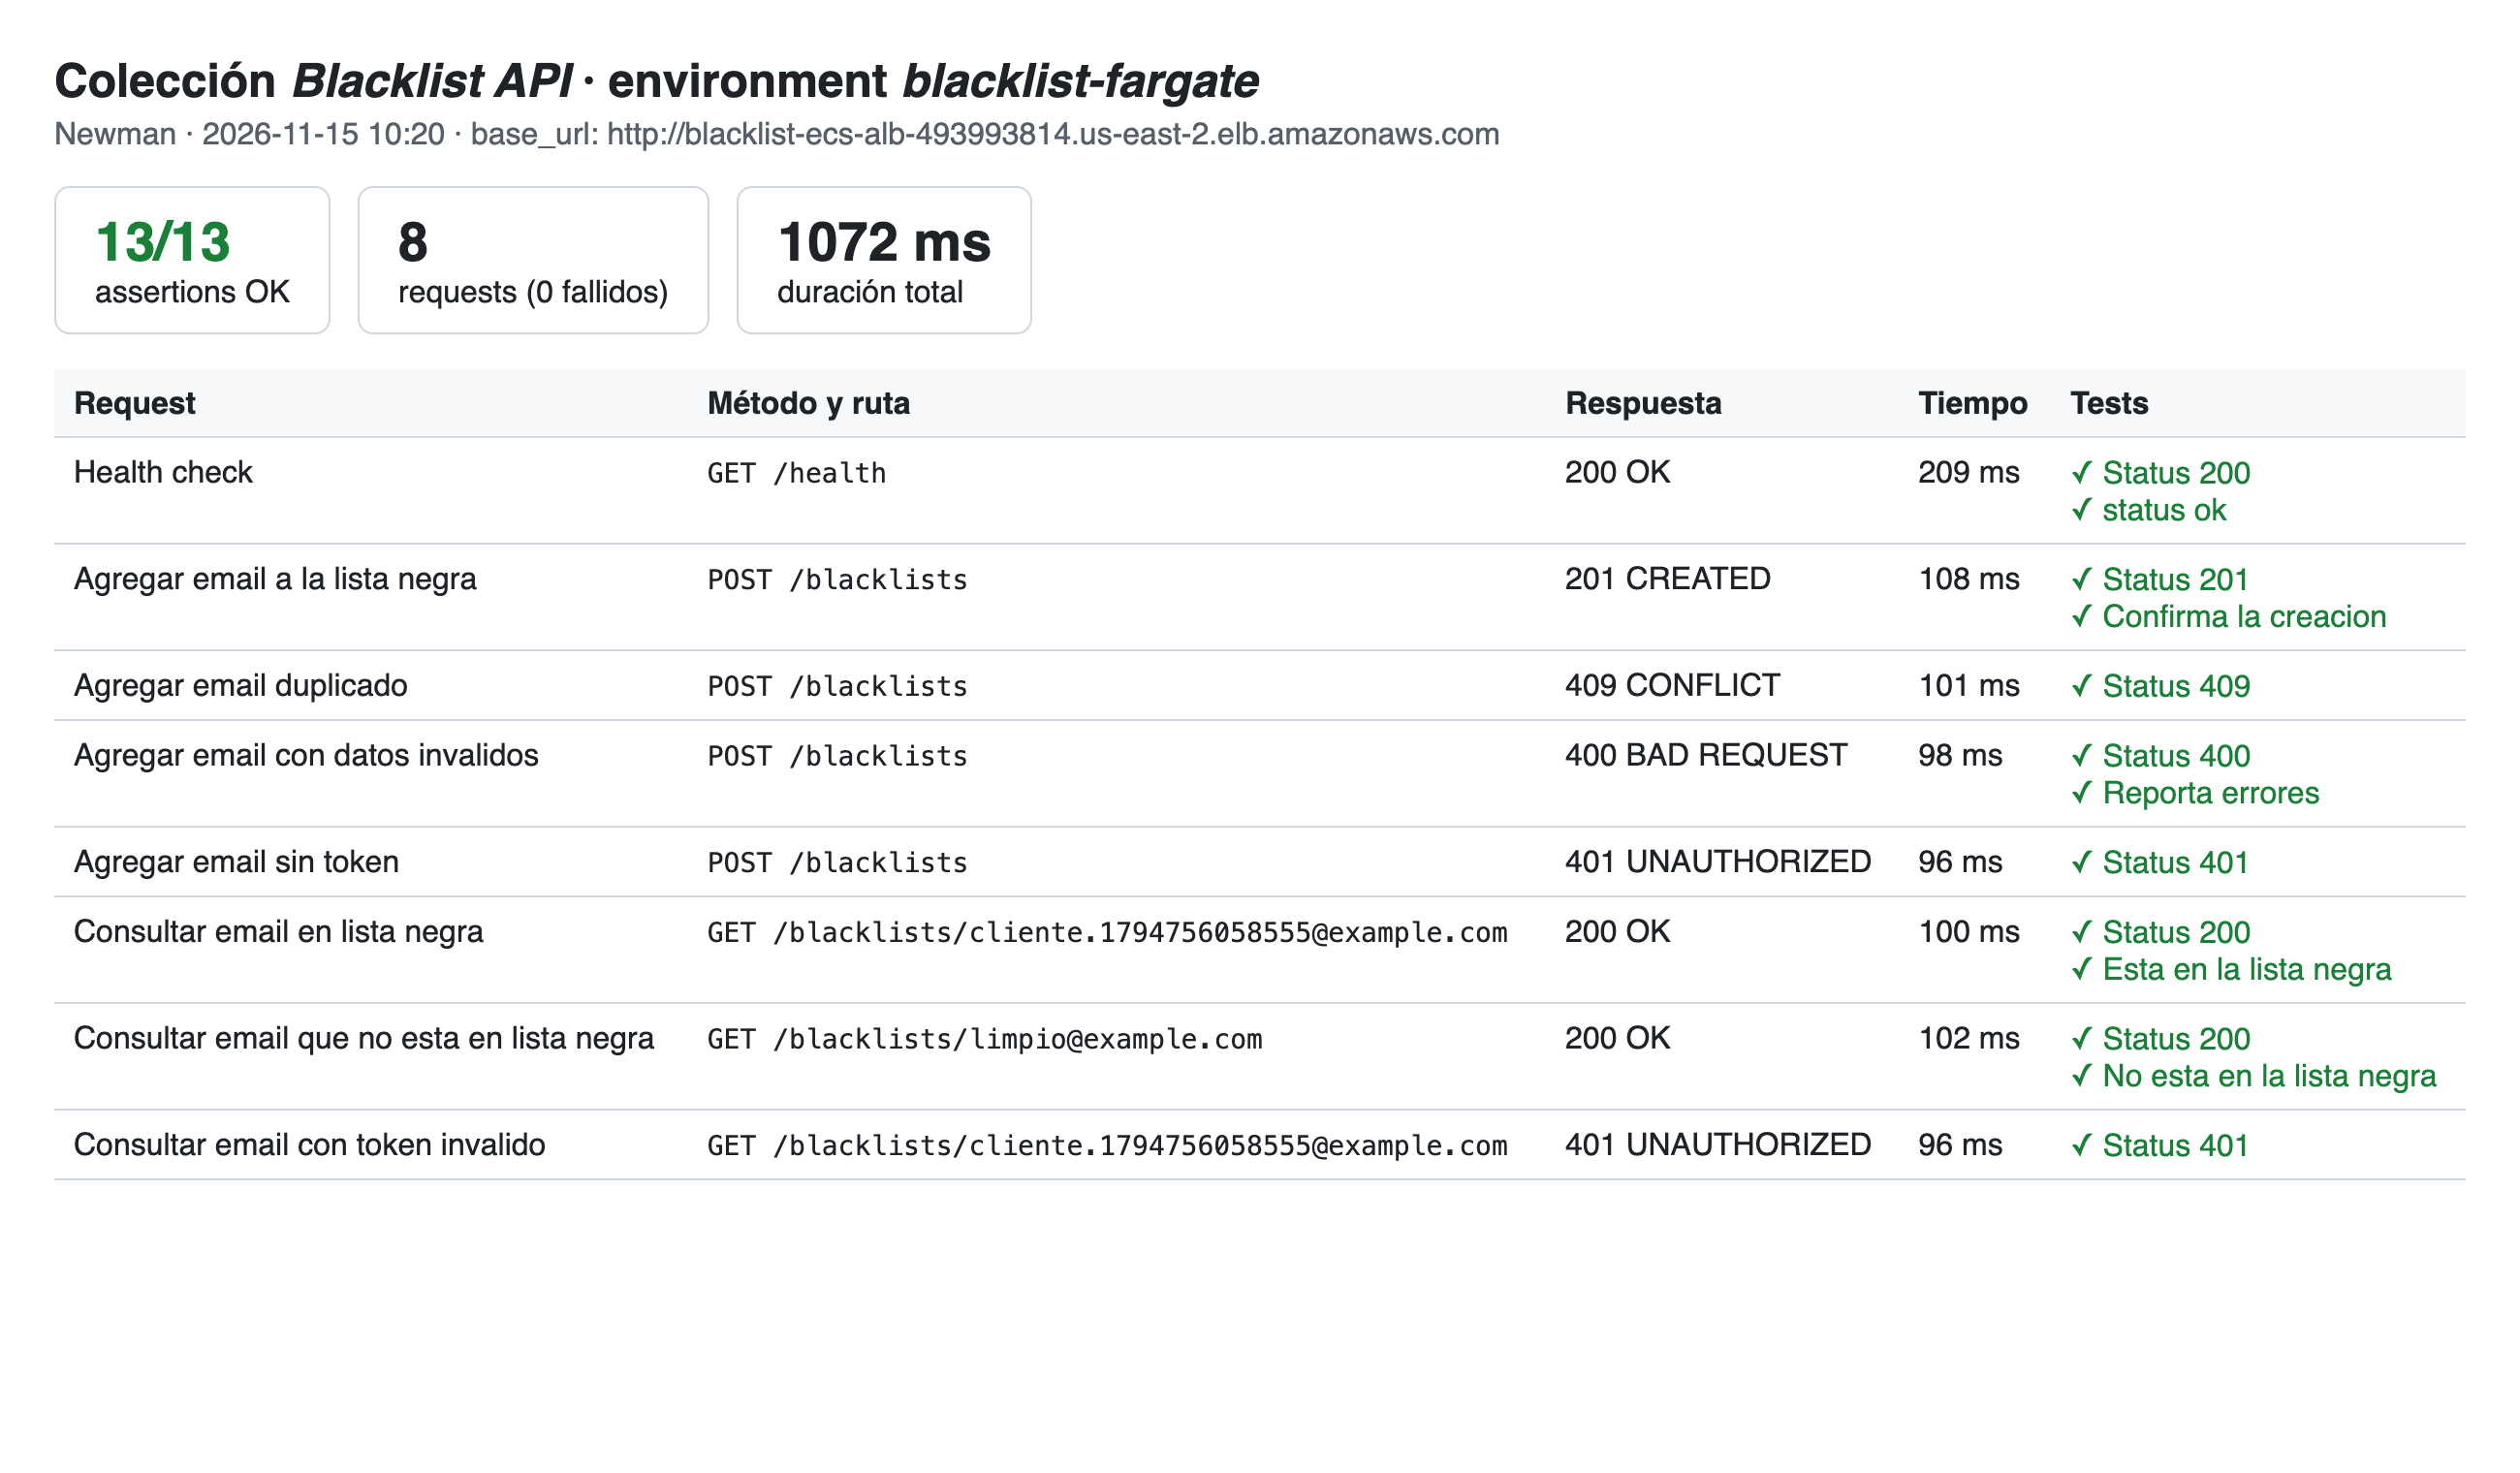 Colección Blacklist API · environment blacklist-fargate
Newman · 2026-11-15 10:20 · base_url: http://blacklist-ecs-alb-493993814.us-east-2.elb.amazonaws.com
13/13 8 1072 ms
assertions OK requests (0 fallidos) duración total
Request Método y ruta Respuesta Tiempo Tests
Health check GET /health 200 OK 209 ms ✓ Status 200
✓ status ok
Agregar email a la lista negra POST /blacklists 201 CREATED 108 ms ✓ Status 201
✓ Confirma la creacion
Agregar email duplicado POST /blacklists 409 CONFLICT 101 ms ✓ Status 409
Agregar email con datos invalidos POST /blacklists 400 BAD REQUEST 98 ms ✓ Status 400
✓ Reporta errores
Agregar email sin token POST /blacklists 401 UNAUTHORIZED 96 ms ✓ Status 401
Consultar email en lista negra GET /blacklists/cliente.1794756058555@example.com 200 OK 100 ms ✓ Status 200
✓ Esta en la lista negra
Consultar email que no esta en lista negra GET /blacklists/limpio@example.com 200 OK 102 ms ✓ Status 200
✓ No esta en la lista negra
Consultar email con token invalido GET /blacklists/cliente.1794756058555@example.com 401 UNAUTHORIZED 96 ms ✓ Status 401